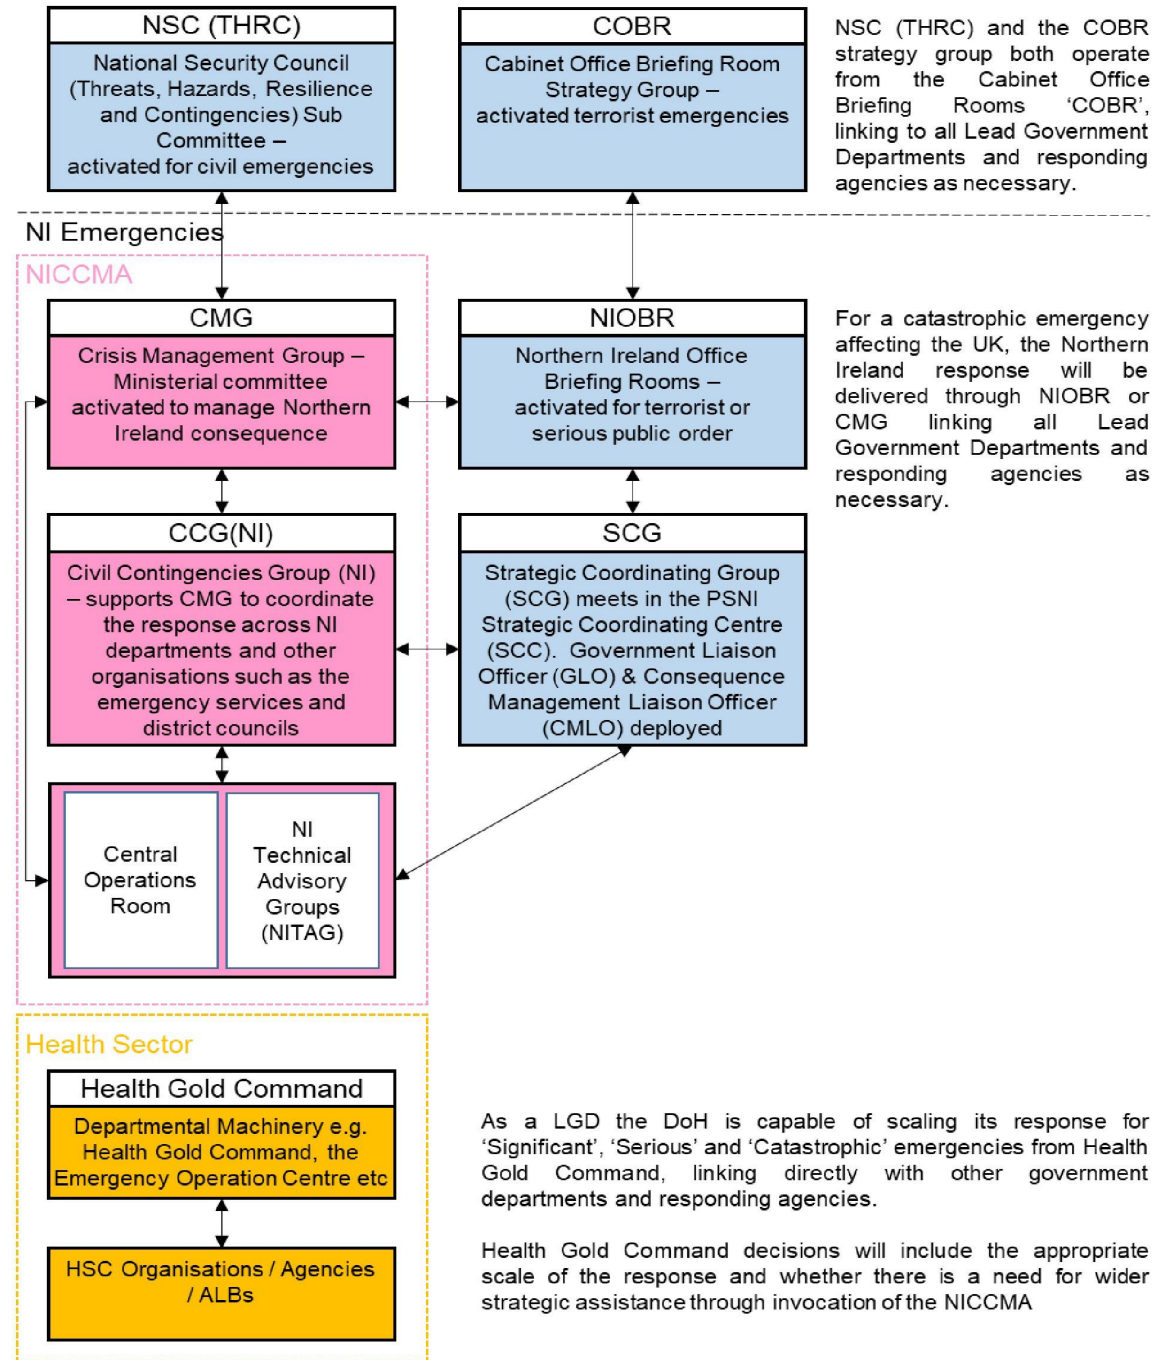 NSC (THRC)
National Security Council
(Threats, Hazards, Resilience
and Contingencies) Sub
Committee –
activated for civil emergencies
COBR
Cabinet Office Briefing Room
Strategy Group –
activated terrorist emergencies
NSC (THRC) and the COBR
strategy group both operate
from the Cabinet Office
Briefing Rooms ‘COBR’,
linking to all Lead Government
Departments and responding
agencies as necessary.
NI Emergencies
NICCMA
CMG
Crisis Management Group –
Ministerial committee
activated to manage Northern
Ireland consequence
NIOBR
Northern Ireland Office
Briefing Rooms –
activated for terrorist or
serious public order
For a catastrophic emergency
affecting the UK, the Northern
Ireland response will be
delivered through NIOBR or
CMG linking all Lead
Government Departments and
responding agencies as
necessary.
CCG(NI)
Civil Contingencies Group (NI)
– supports CMG to coordinate
the response across NI
departments and other
organisations such as the
emergency services and
district councils
SCG
Strategic Coordinating Group
(SCG) meets in the PSNI
Strategic Coordinating Centre
(SCC). Government Liaison
Officer (GLO) & Consequence
Management Liaison Officer
(CMLO) deployed
Central
Operations
Room
NI
Technical
Advisory
Groups
(NITAG)
Health Sector
Health Gold Command
Departmental Machinery e.g.
Health Gold Command, the
Emergency Operation Centre etc
HSC Organisations / Agencies
/ ALBs
As a LGD the DoH is capable of scaling its response for
‘Significant’, ‘Serious’ and ‘Catastrophic’ emergencies from Health
Gold Command, linking directly with other government
departments and responding agencies.
Health Gold Command decisions will include the appropriate
scale of the response and whether there is a need for wider
strategic assistance through invocation of the NICCMA